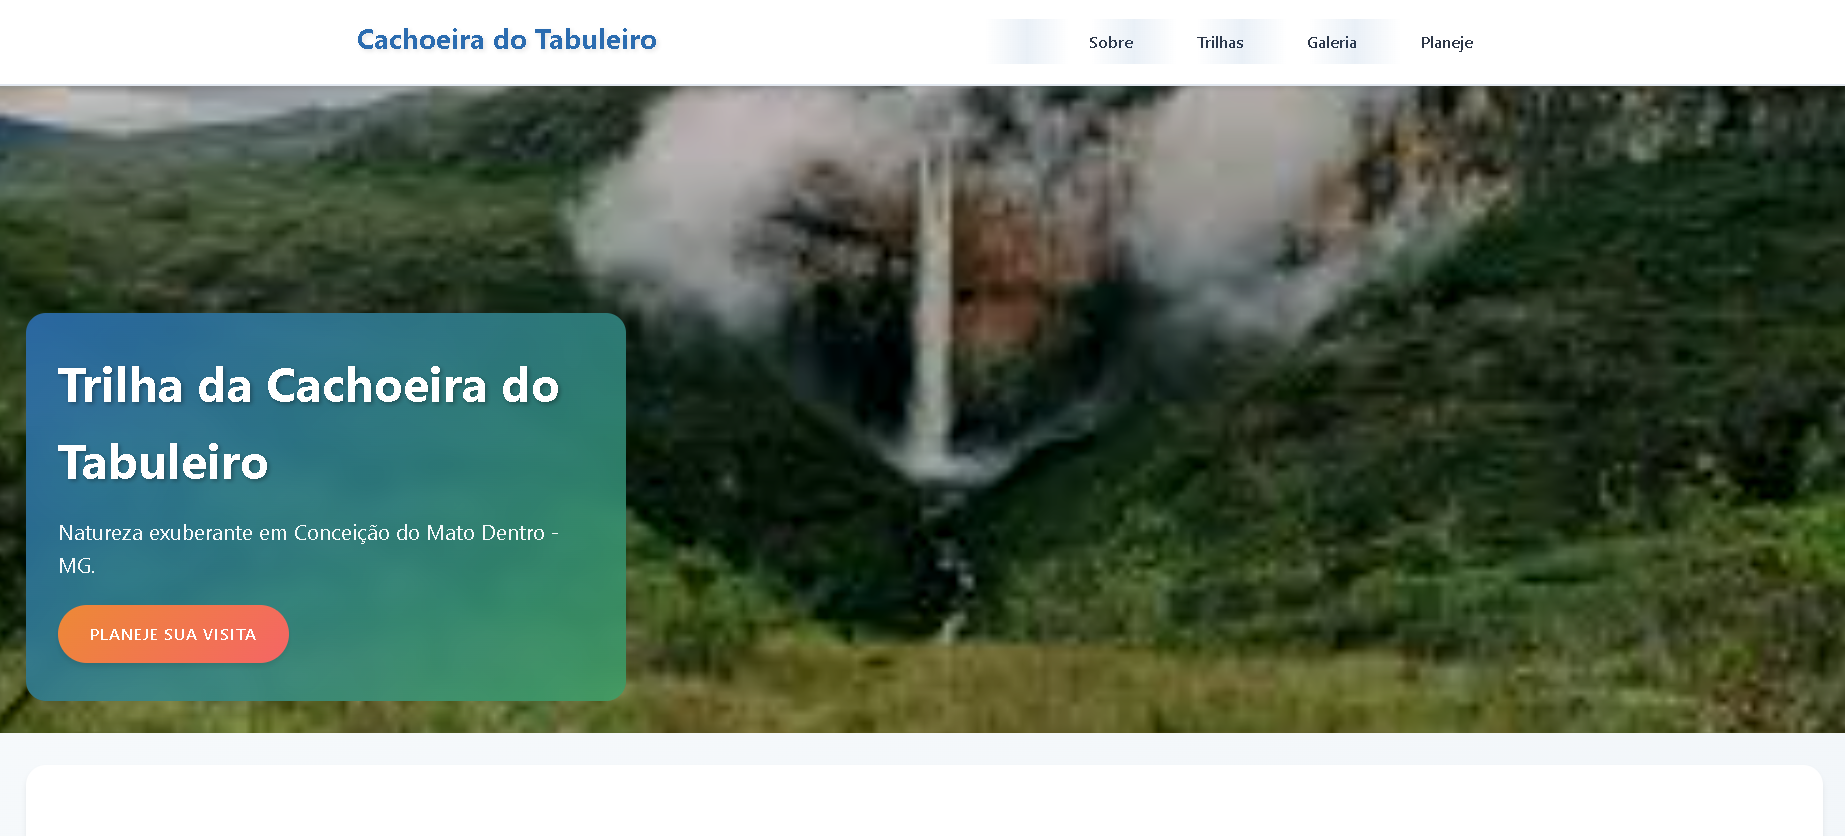 Cachoeira do Tabuleiro
Sobre Trilhas Galeria Planeje
Trilha da Cachoeira do
Tabuleiro
Natureza exuberante em Conceição do Mato Dentro -
MG.
PLANEJE SUA VISITA